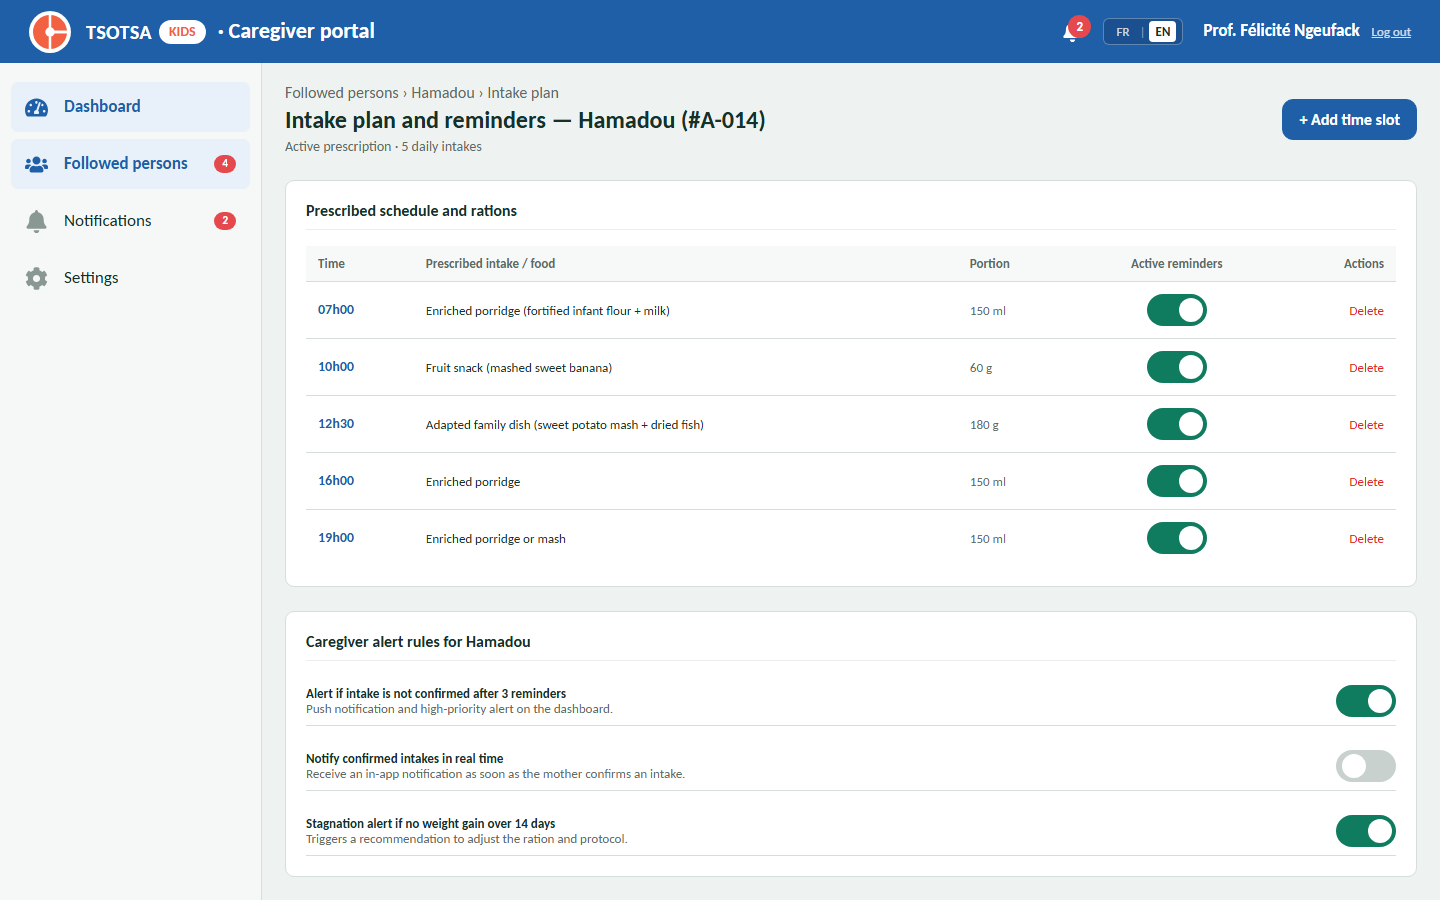 TSOTSA KIDS · Caregiver portal
2
FR | EN
Prof. Félicité Ngeufack
Log out
Dashboard
Followed persons 4
Notifications 2
Settings
Followed persons › Hamadou › Intake plan
Intake plan and reminders — Hamadou (#A-014)
Active prescription · 5 daily intakes
+ Add time slot
Prescribed schedule and rations
Time Prescribed intake / food Portion Active reminders Actions
07h00 Enriched porridge (fortified infant flour + milk) 150 ml Delete
10h00 Fruit snack (mashed sweet banana) 60 g Delete
12h30 Adapted family dish (sweet potato mash + dried fish) 180 g Delete
16h00 Enriched porridge 150 ml Delete
19h00 Enriched porridge or mash 150 ml Delete
Caregiver alert rules for Hamadou
Alert if intake is not confirmed after 3 reminders
Push notification and high-priority alert on the dashboard.
Notify confirmed intakes in real time
Receive an in-app notification as soon as the mother confirms an intake.
Stagnation alert if no weight gain over 14 days
Triggers a recommendation to adjust the ration and protocol.